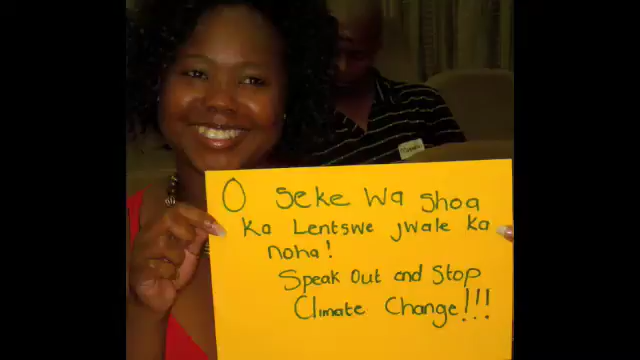 O seke wa shoa
ka Lentswe jwale ka
noha!
Speak Out and Stop
Climate Change!!!